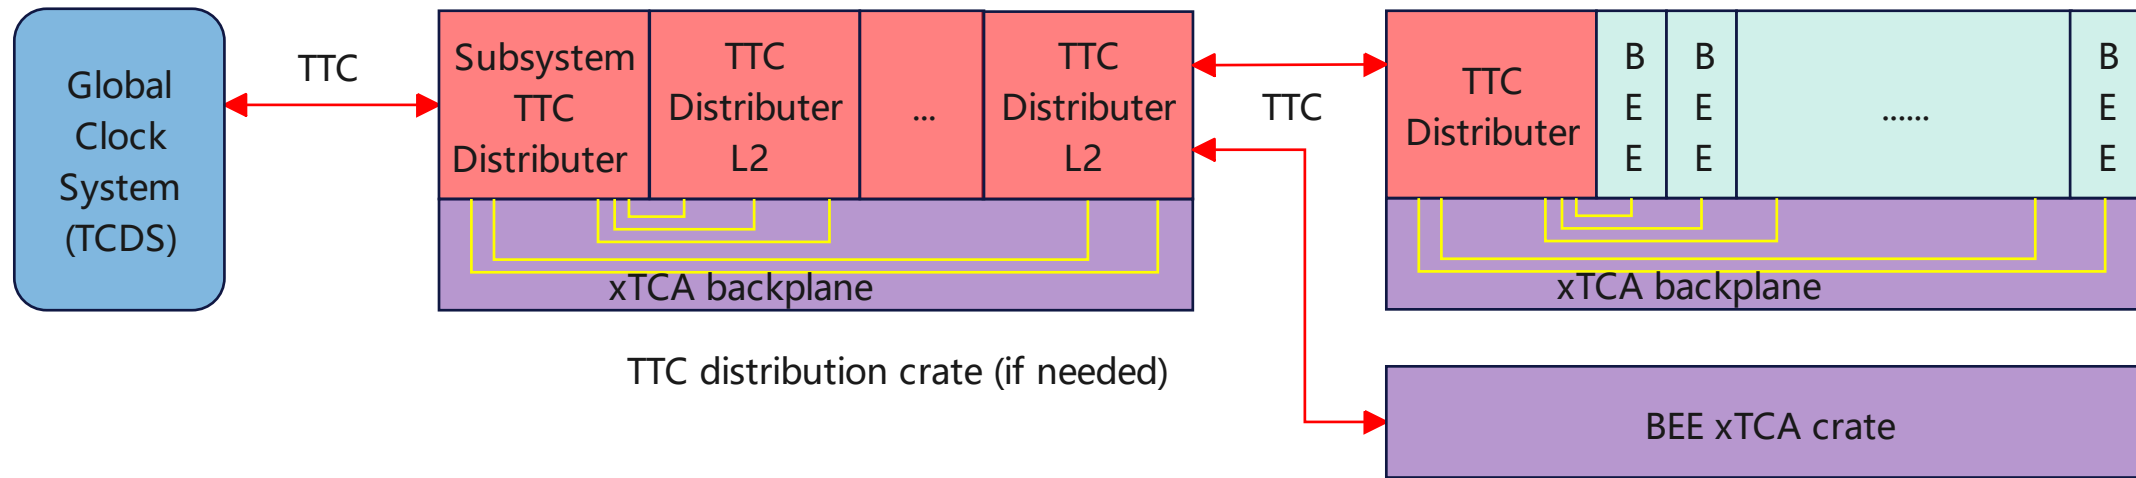 Global
Clock
System
(TCDS)
TTC
Subsystem
TTC
Distributer
TTC
Distributer
L2
...
TTC
Distributer
L2
xTCA backplane
TTC distribution crate (if needed)
TTC
TTC
Distributer
B
E
E
B
E
E
......
B
E
E
xTCA backplane
BEE xTCA crate